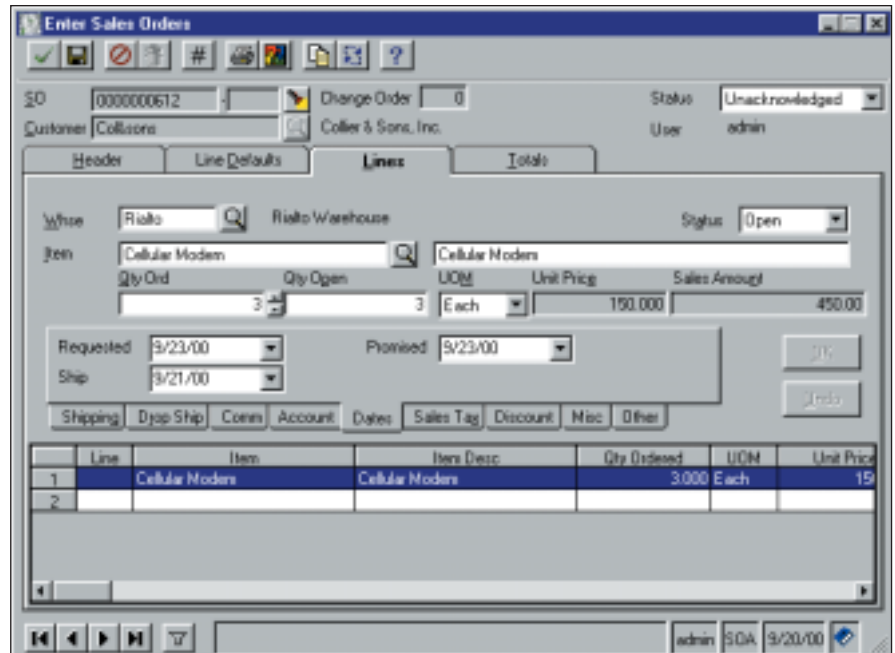 Enter Sales Orders
#
?
SO 0000000612 - Change Order 0 Status Unacknowledged
Customer Collisons Collier & Sons, Inc. User admin
Header Line Defaults Lines Totals
Whse Rialto Rialto Warehouse Status Open
Item Cellular Modem Cellular Modem
Qty Ord Qty Open UOM Unit Price Sales Amount
3 3 Each 150.000 450.00
Requested 9/23/00 Promised 9/23/00 OK
Ship 9/21/00 Undo
Shipping Drop Ship Comm Account Dates Sales Tax Discount Misc Other
Line Item Item Desc Qty Ordered UOM Unit Price
1 Cellular Modem Cellular Modem 3.000 Each 15
2
admin SOA 9/20/00